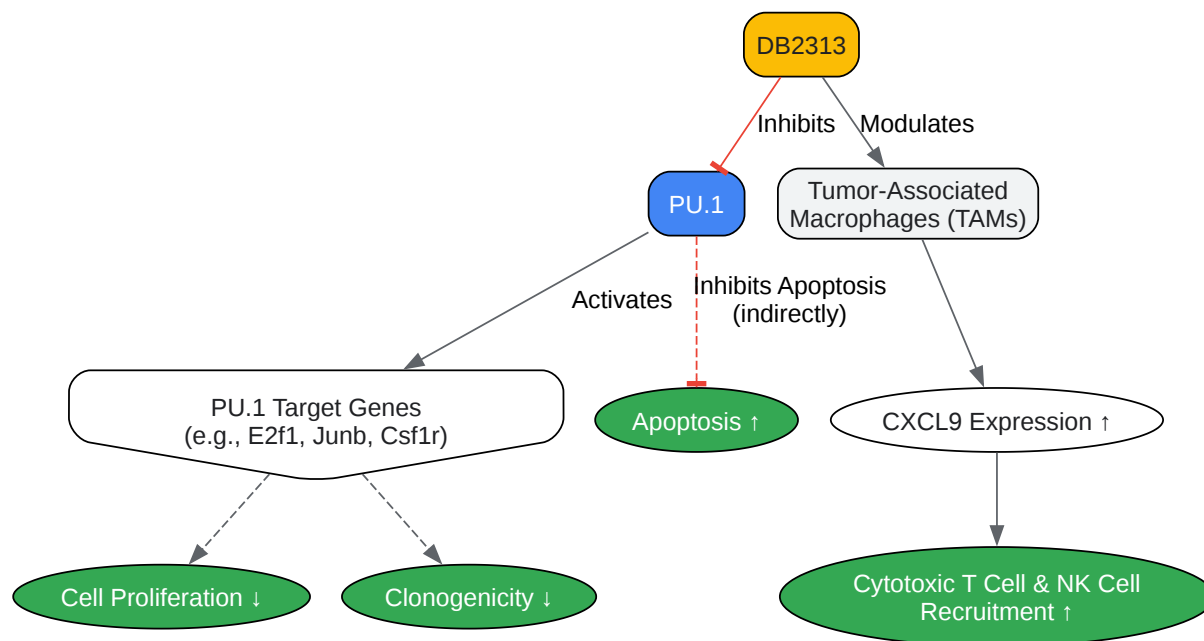 DB2313
Inhibits
Modulates
PU.1
Tumor-Associated
Macrophages (TAMs)
Activates
Inhibits Apoptosis
(indirectly)
PU.1 Target Genes
(e.g., E2f1, Junb, Csf1r)
Apoptosis ↑
CXCL9 Expression ↑
Cell Proliferation ↓
Clonogenicity ↓
Cytotoxic T Cell & NK Cell
Recruitment ↑